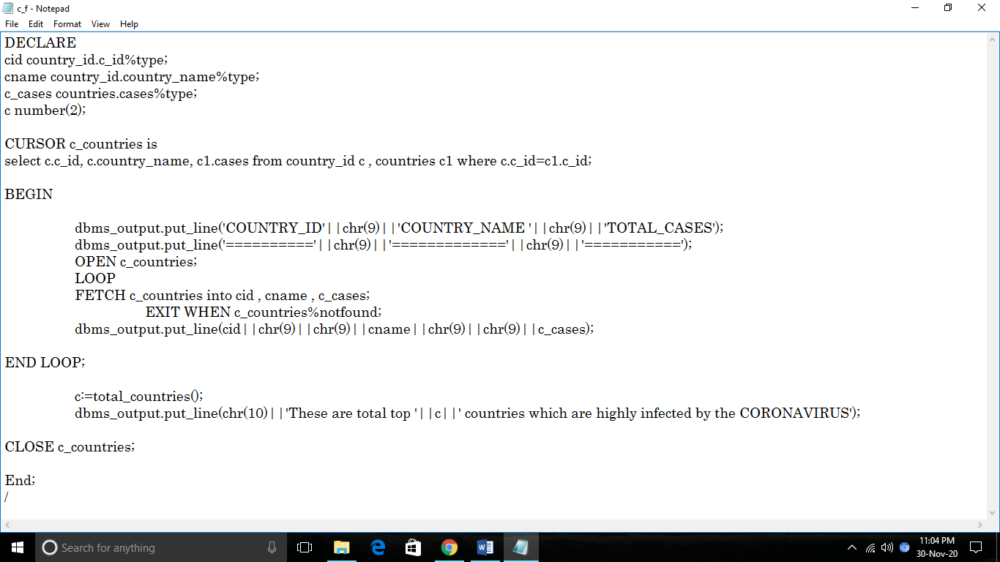 c_f - Notepad
File Edit Format View Help
DECLARE
cid country_id.c_id%type;
cname country_id.country_name%type;
c_cases countries.cases%type;
c number(2);
CURSOR c_countries is
select c.c_id, c.country_name, c1.cases from country_id c , countries c1 where c.c_id=c1.c_id;
BEGIN
dbms_output.put_line('COUNTRY_ID'||chr(9)||'COUNTRY_NAME '||chr(9)||'TOTAL_CASES');
dbms_output.put_line('=========='||chr(9)||'============='||chr(9)||'===========');
OPEN c_countries;
LOOP
FETCH c_countries into cid , cname , c_cases;
EXIT WHEN c_countries%notfound;
dbms_output.put_line(cid||chr(9)||chr(9)||cname||chr(9)||chr(9)||c_cases);
END LOOP;
c:=total_countries();
dbms_output.put_line(chr(10)||'These are total top '||c||' countries which are highly infected by the CORONAVIRUS');
CLOSE c_countries;
End;
/
Search for anything
11:04 PM
30-Nov-20